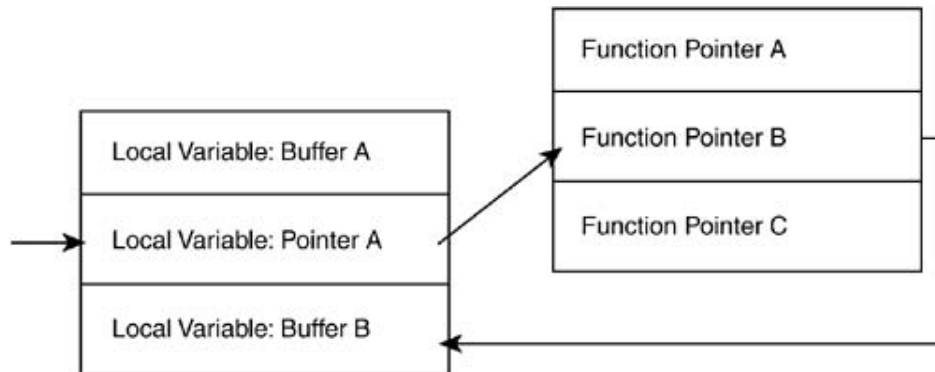 Function Pointer A
Function Pointer B
Function Pointer C
Local Variable: Buffer A
Local Variable: Pointer A
Local Variable: Buffer B